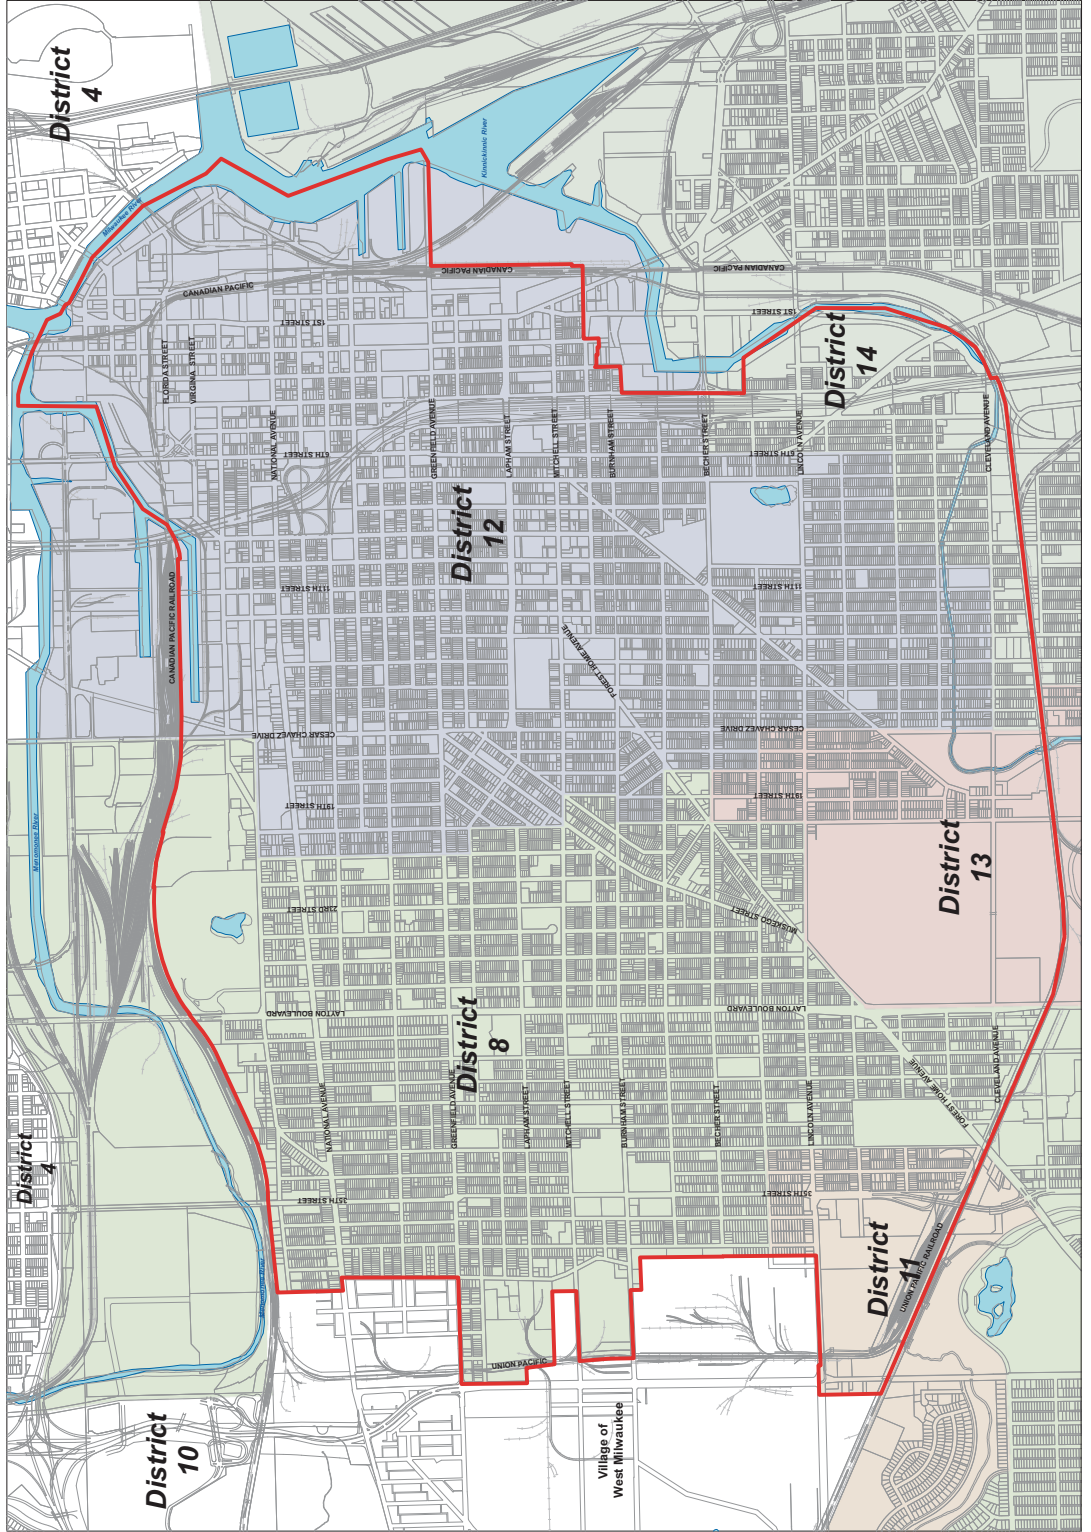 District
4
Milwaukee River
Kinnickinnic River
CANADIAN PACIFIC
CANADIAN PACIFIC
CANADIAN PACIFIC
1ST STREET
1ST STREET
FLORIDA STREET
VIRGINIA STREET
District
14
NATIONAL AVENUE
GREENFIELD AVENUE
LAPHAM STREET
MITCHELL STREET
BURNHAM STREET
BECHER STREET
LINCOLN AVENUE
CLEVELAND AVENUE
6TH STREET
6TH STREET
District
12
11TH STREET
11TH STREET
CANADIAN PACIFIC RAILROAD
FOREST HOME AVENUE
CESAR CHAVEZ DRIVE
CESAR CHAVEZ DRIVE
19TH STREET
19TH STREET
Menomonee River
District
13
23RD STREET
MUSKEGO STREET
LAYTON BOULEVARD
LAYTON BOULEVARD
District
8
NATIONAL AVENUE
GREENFIELD AVENUE
LAPHAM STREET
MITCHELL STREET
BURNHAM STREET
BECHER STREET
LINCOLN AVENUE
FOREST HOME AVENUE
CLEVELAND AVENUE
District
4
35TH STREET
35TH STREET
Menomonee River
District
11
UNION PACIFIC RAILROAD
UNION PACIFIC
District
10
Village of
West Milwaukee